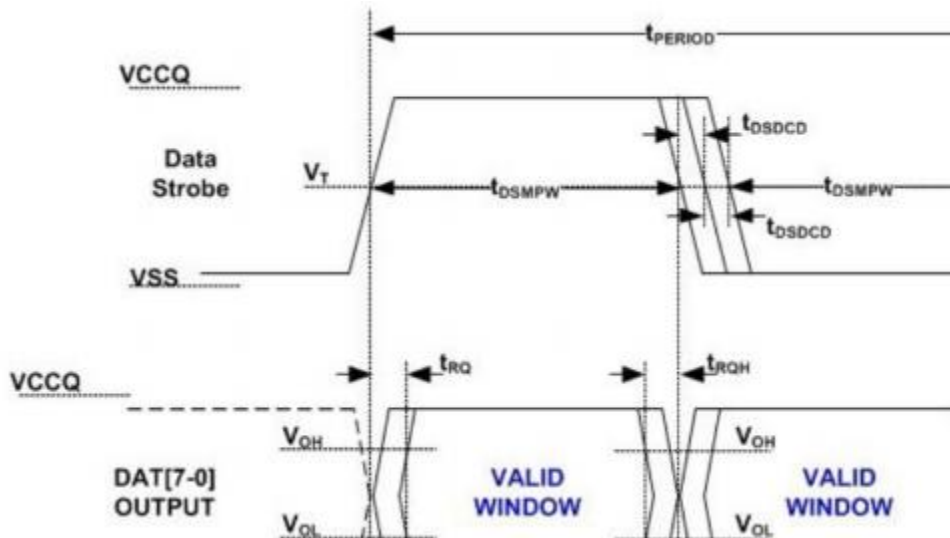 tPERIOD
VCCQ
tDSDCD
Data
Strobe
VT
tDSMPW
tDSMPW
tDSDCD
VSS
VCCQ
tRQ
tRQH
VOH
VOH
DAT[7-0]
OUTPUT
VALID
WINDOW
VALID
WINDOW
VOL
VOL